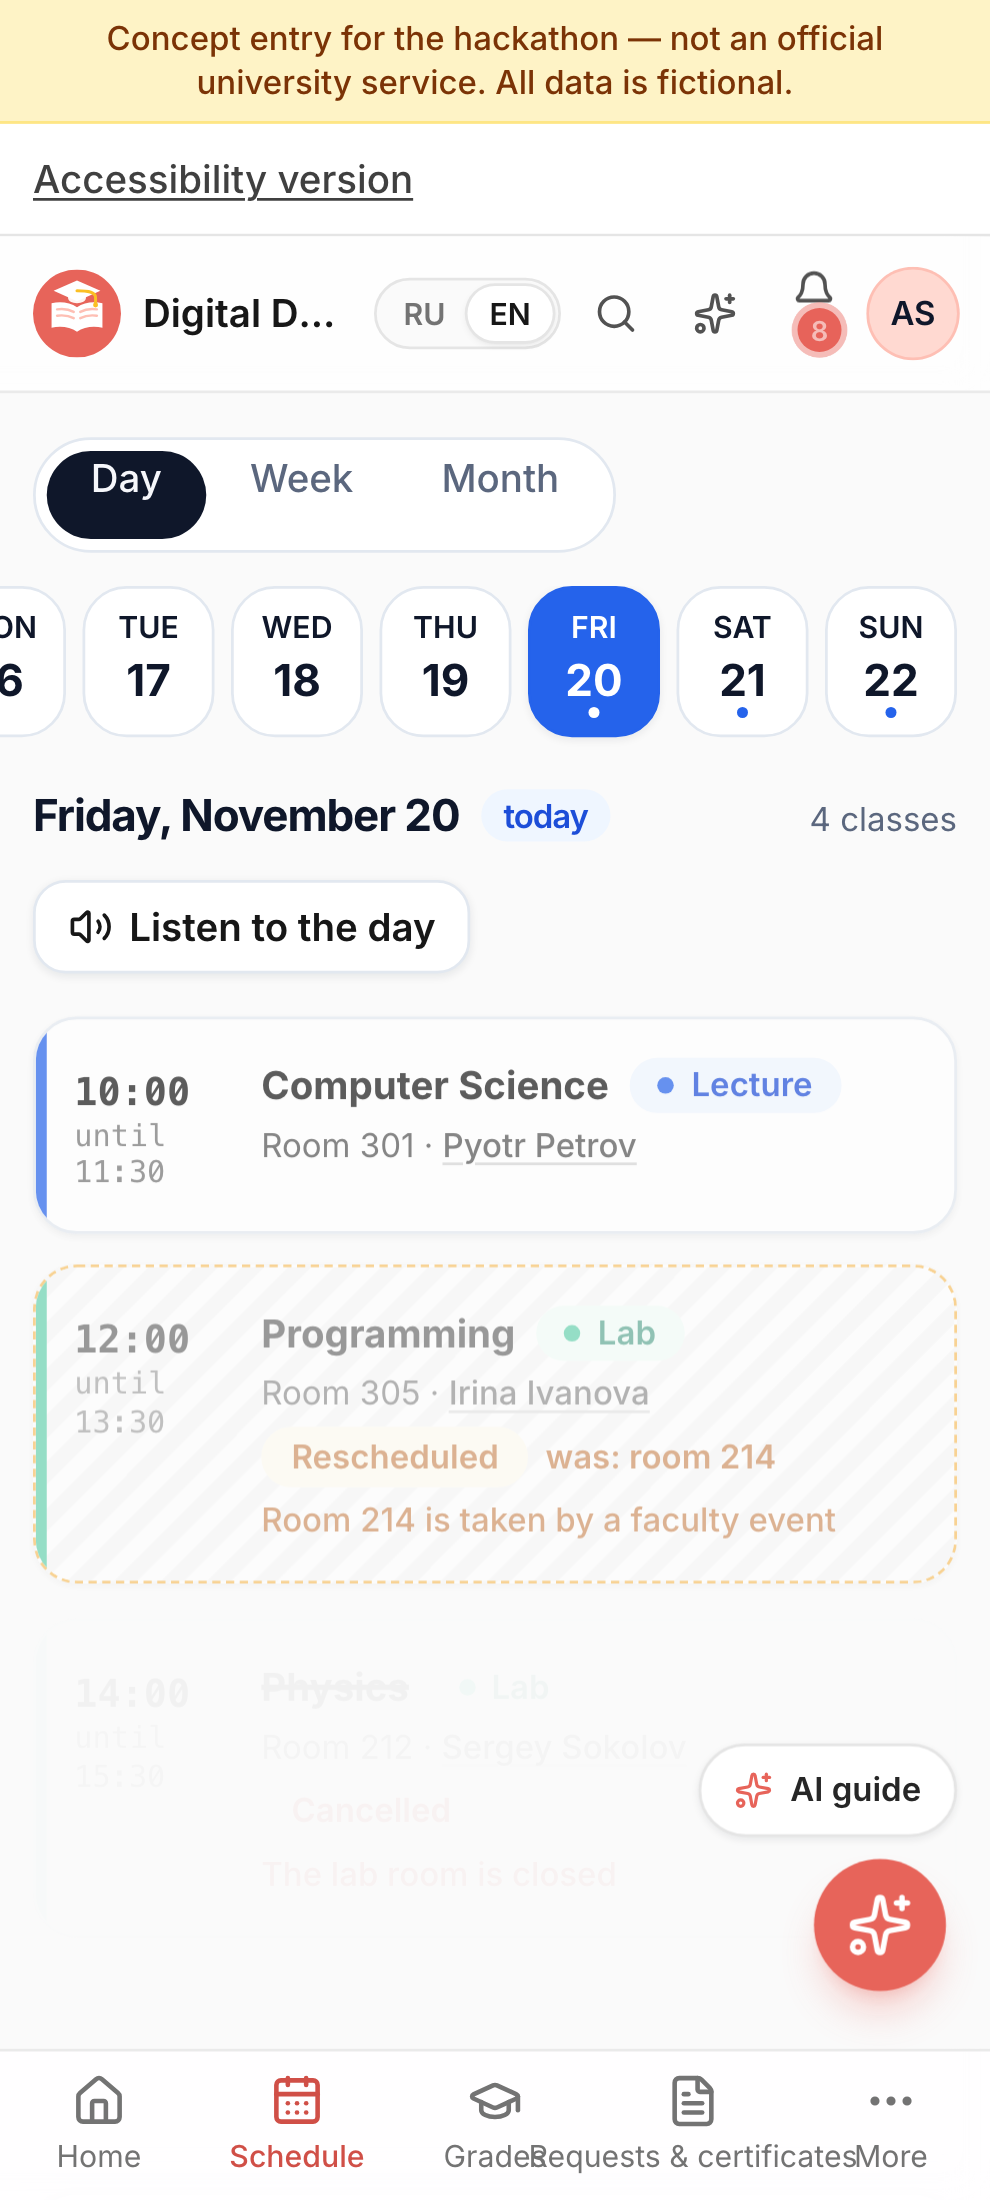 Concept entry for the hackathon — not an official
university service. All data is fictional.
Accessibility version
Digital D... RU EN 8 AS
Day Week Month
ON TUE WED THU FRI SAT SUN
6 17 18 19 20 21 22
Friday, November 20 today 4 classes
Listen to the day
10:00 Computer Science Lecture
until Room 301 · Pyotr Petrov
11:30
12:00 Programming Lab
until Room 305 · Irina Ivanova
13:30
Rescheduled was: room 214
Room 214 is taken by a faculty event
14:00 Physics Lab
until Room 212 · Sergey Sokolov
15:30
Cancelled
The lab room is closed
AI guide
Home Schedule Grades Requests & certificates More